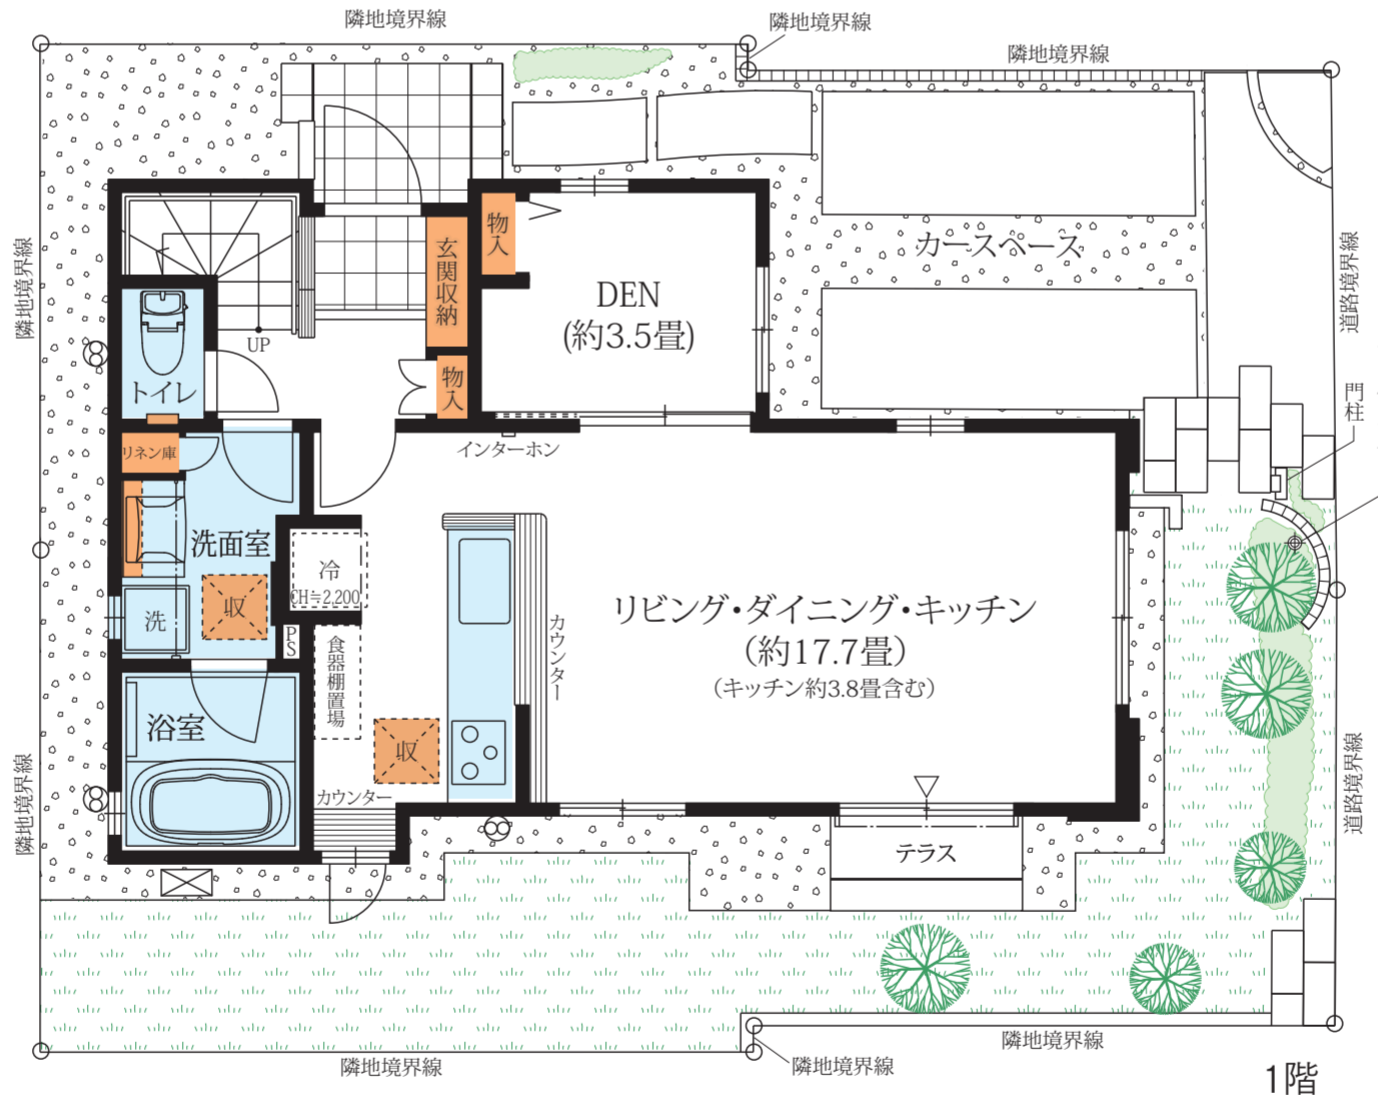 隣地境界線
隣地境界線
隣地境界線
隣地境界線
道路境界線
カースペース
物入
玄関収納
DEN
(約3.5畳)
UP
トイレ
物入
門柱
インターホン
リネン庫
洗面室
冷
CH≒2,200
収
洗
PS
食器棚置場
カウンター
リビング・ダイニング・キッチン
(約17.7畳)
(キッチン約3.8畳含む)
浴室
収
カウンター
テラス
隣地境界線
道路境界線
隣地境界線
隣地境界線
隣地境界線
1階